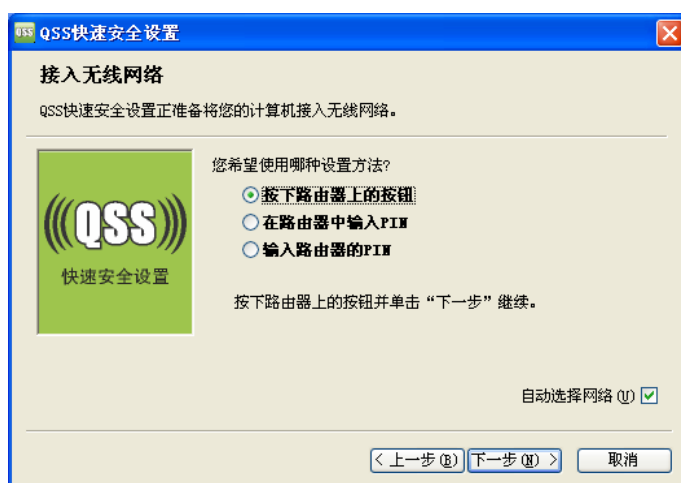 QSS QSS快速安全设置
接入无线网络
QSS快速安全设置正准备将您的计算机接入无线网络。
您希望使用哪种设置方法?
按下路由器上的按钮
在路由器中输入PIN
输入路由器的PIN
(((QSS)))
快速安全设置
按下路由器上的按钮并单击“下一步”继续。
自动选择网络(U)
< 上一步(B) 下一步(N) > 取消